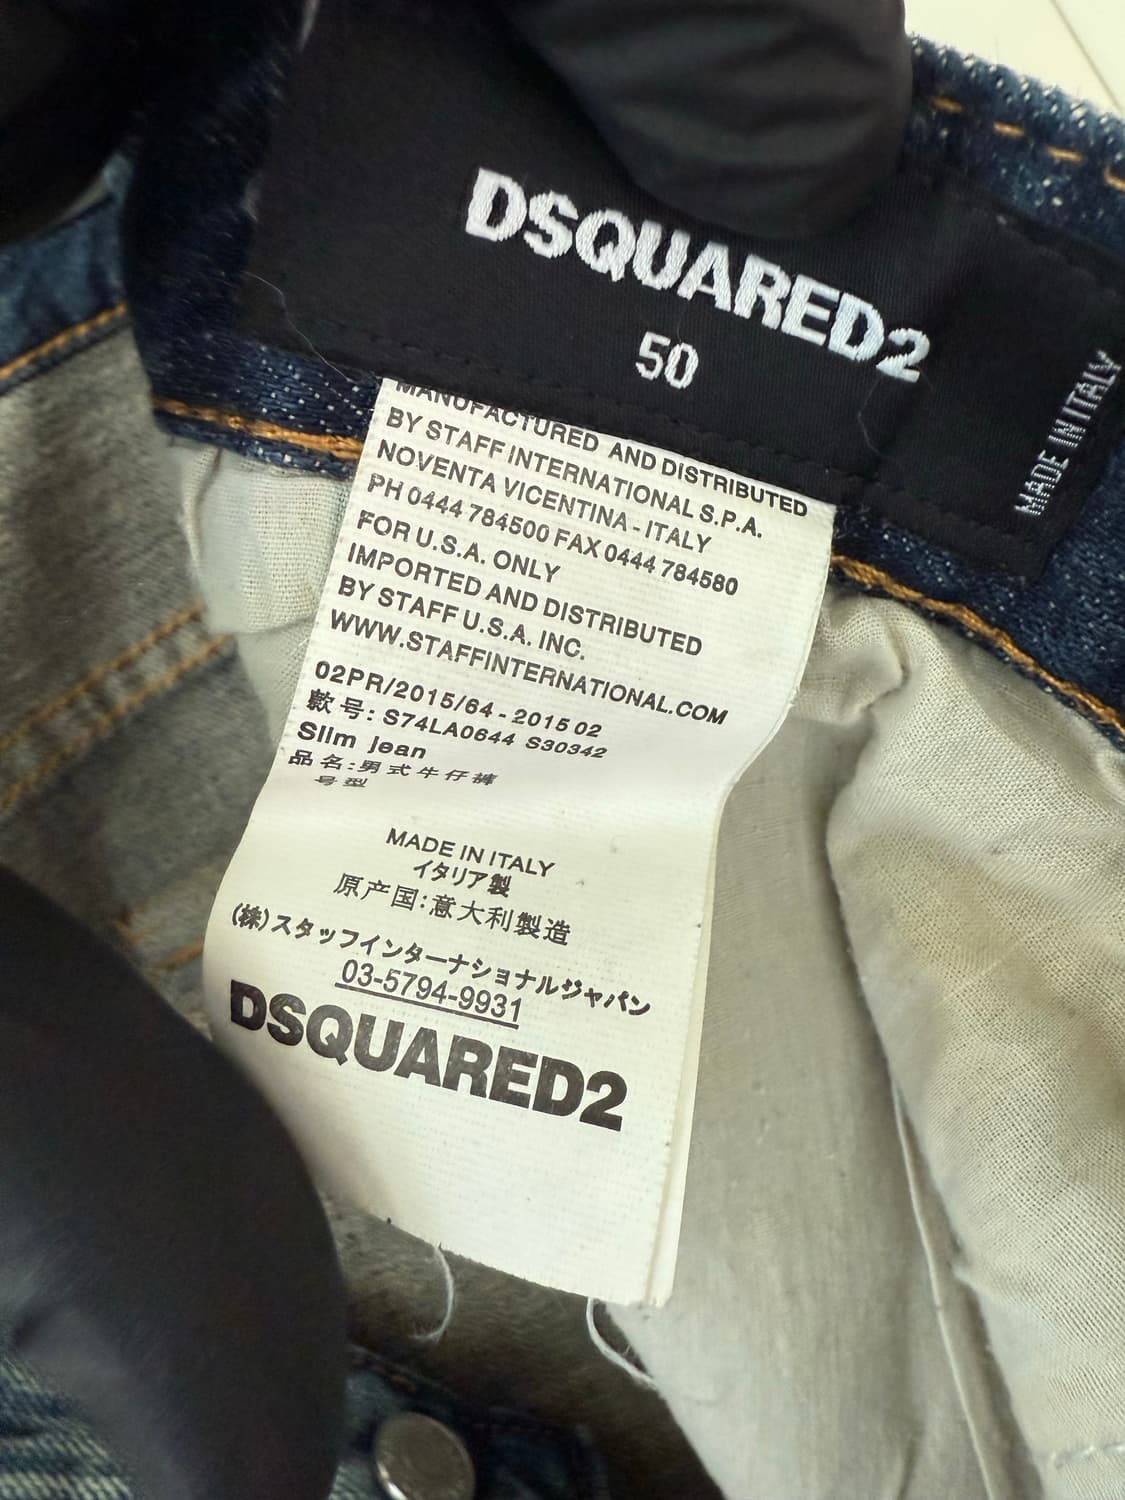 DSQUARED2
50
MADE IN ITALY
MANUFACTURED AND DISTRIBUTED
BY STAFF INTERNATIONAL S.P.A.
NOVENTA VICENTINA - ITALY
PH 0444 784500 FAX 0444 784580
FOR U.S.A. ONLY
IMPORTED AND DISTRIBUTED
BY STAFF U.S.A. INC.
WWW.STAFFINTERNATIONAL.COM
02PR/2015/64 - 2015 02
款号: S74LA0644 S30342
Slim jean
品名:男式牛仔裤
号型
MADE IN ITALY
イタリア製
原产国:意大利製造
(株)スタッフインターナショナルジャパン
03-5794-9931
DSQUARED2